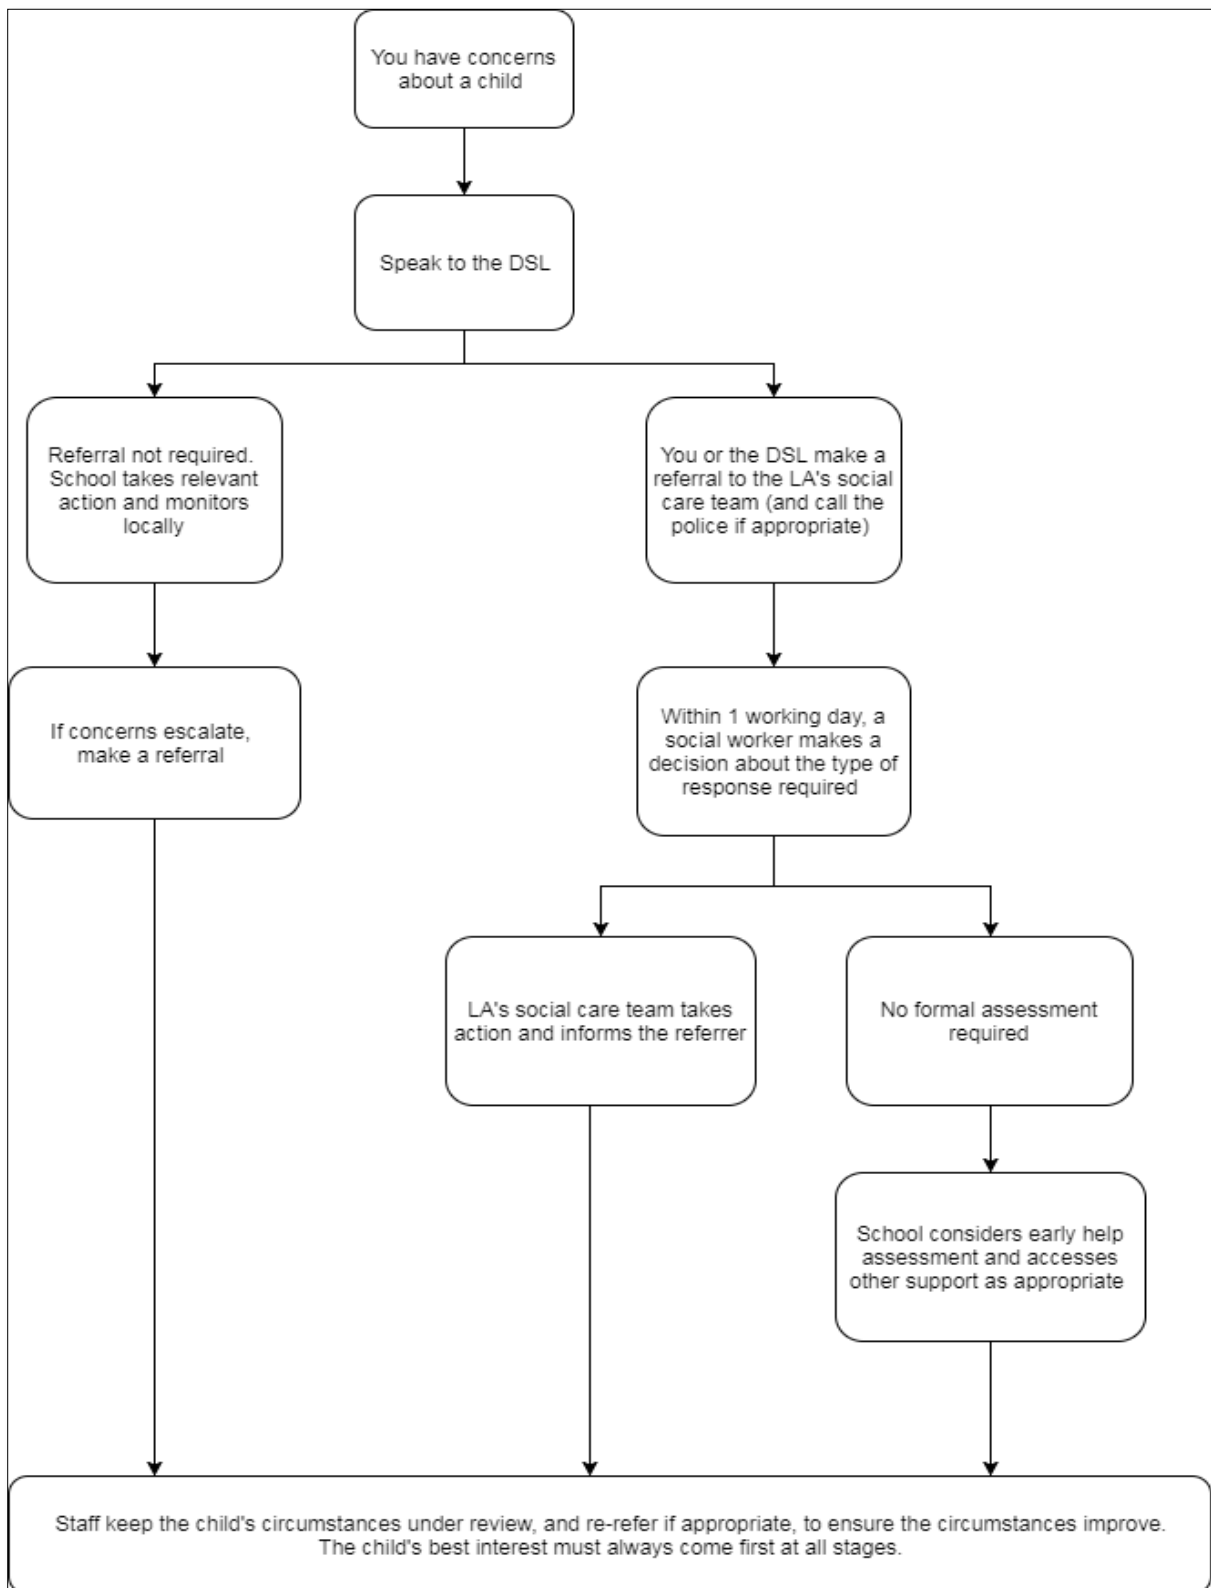 You have concerns
about a child
Speak to the DSL
Referral not required.
School takes relevant
action and monitors
locally
You or the DSL make a
referral to the LA's social
care team (and call the
police if appropriate)
If concerns escalate,
make a referral
Within 1 working day, a
social worker makes a
decision about the type of
response required
LA's social care team takes
action and informs the referrer
No formal assessment
required
School considers early help
assessment and accesses
other support as appropriate
Staff keep the child's circumstances under review, and re-refer if appropriate, to ensure the circumstances improve.
The child's best interest must always come first at all stages.